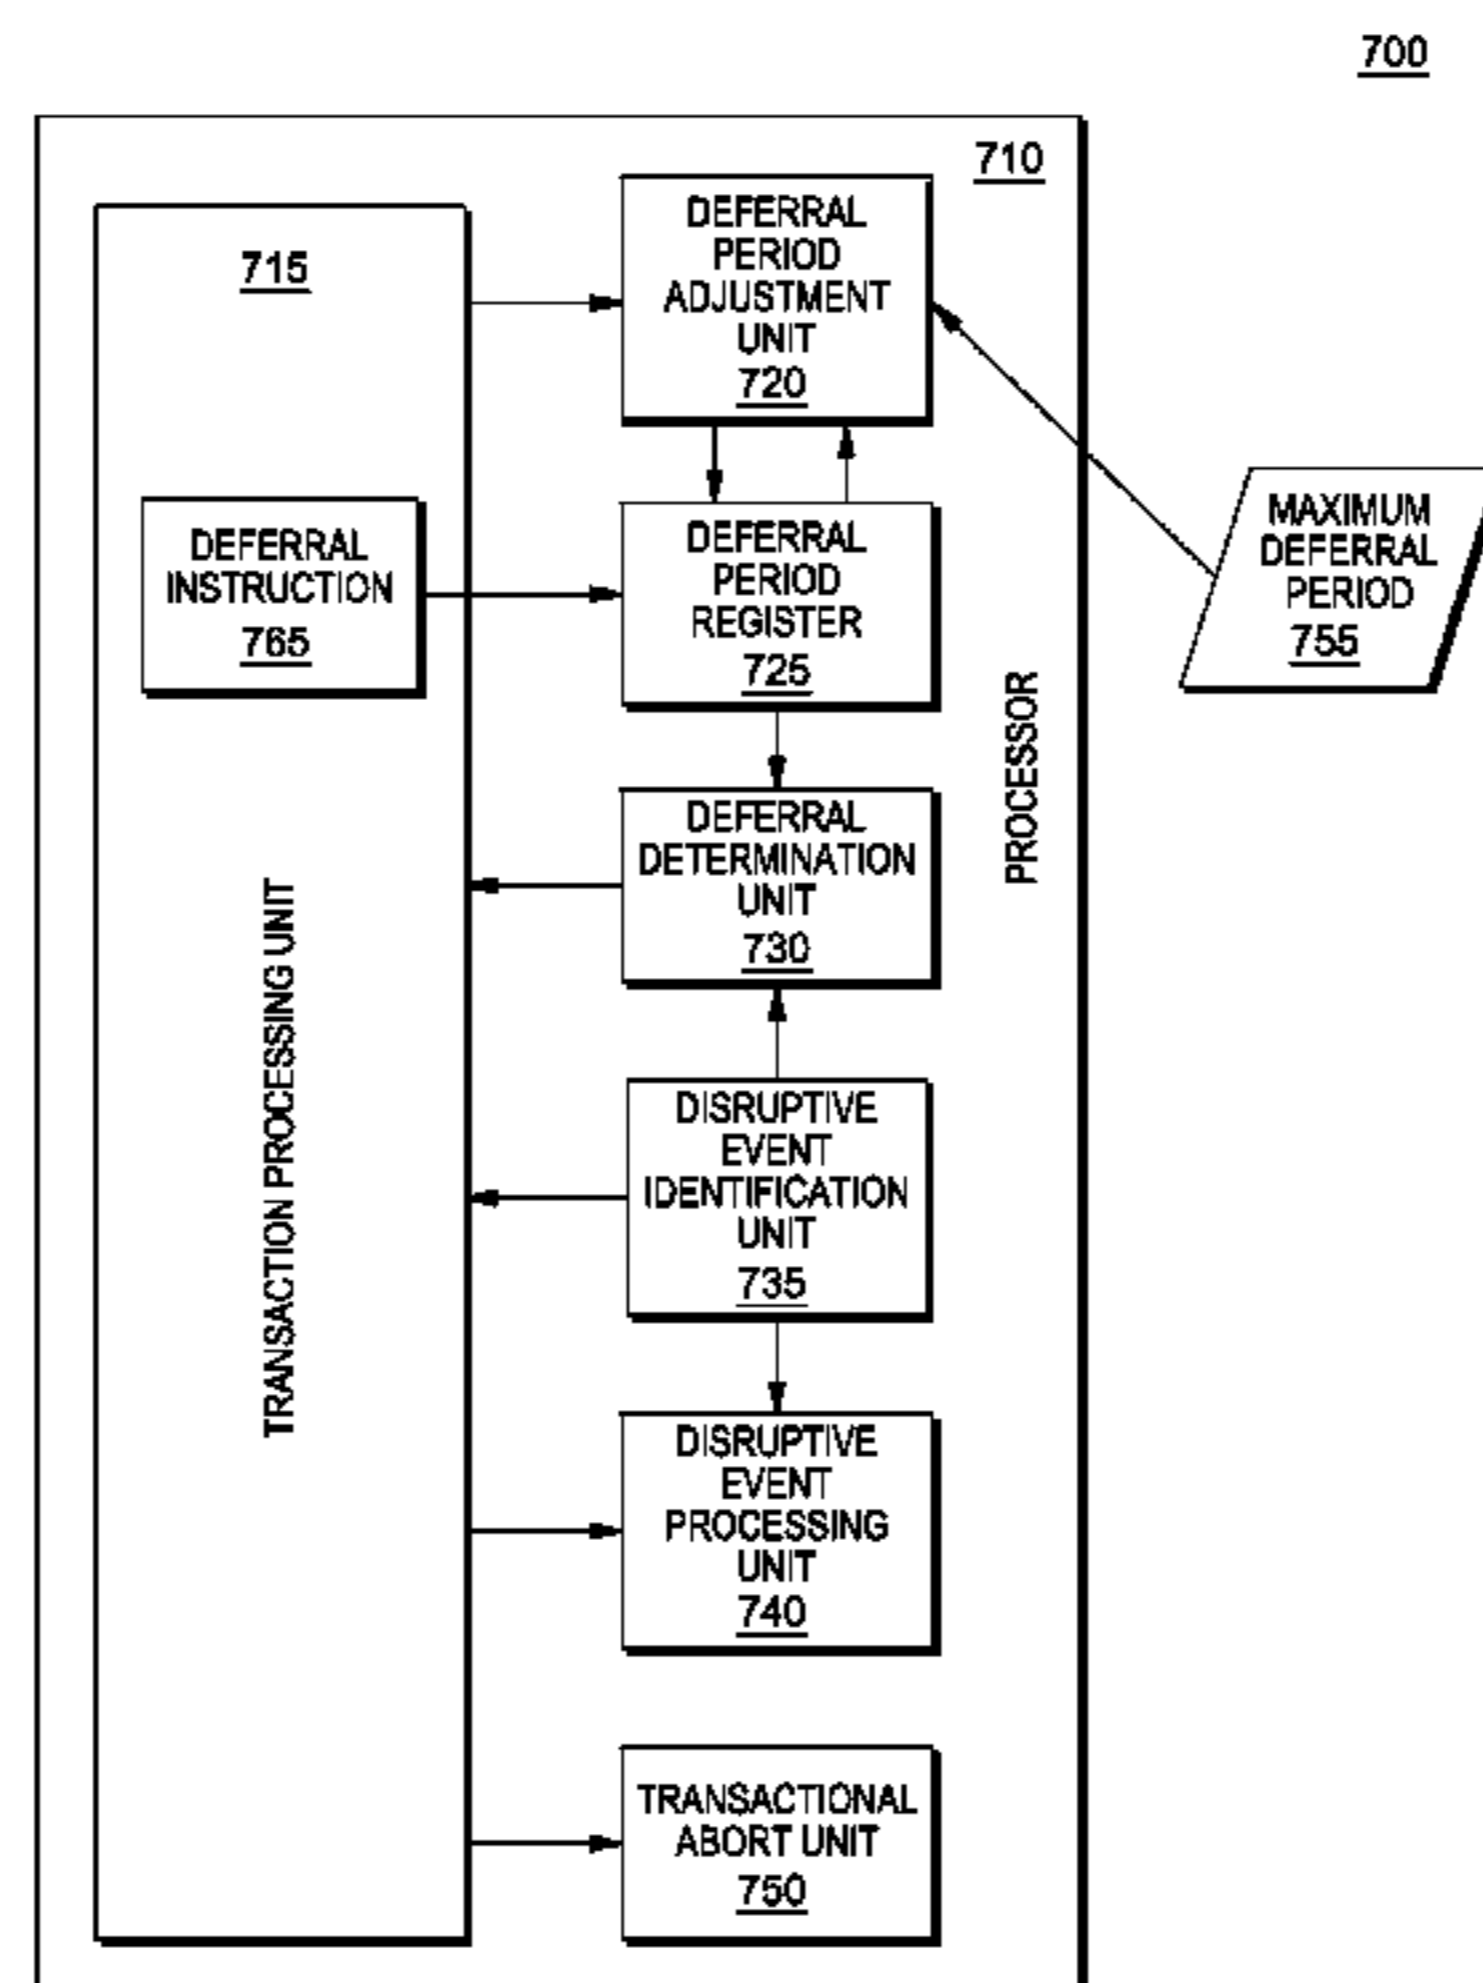 700
710
715
DEFERRAL
PERIOD
ADJUSTMENT
UNIT
720
DEFERRAL
INSTRUCTION
765
DEFERRAL
PERIOD
REGISTER
725
MAXIMUM
DEFERRAL
PERIOD
755
PROCESSOR
DEFERRAL
DETERMINATION
UNIT
730
TRANSACTION PROCESSING UNIT
DISRUPTIVE
EVENT
IDENTIFICATION
UNIT
735
DISRUPTIVE
EVENT
PROCESSING
UNIT
740
TRANSACTIONAL
ABORT UNIT
750